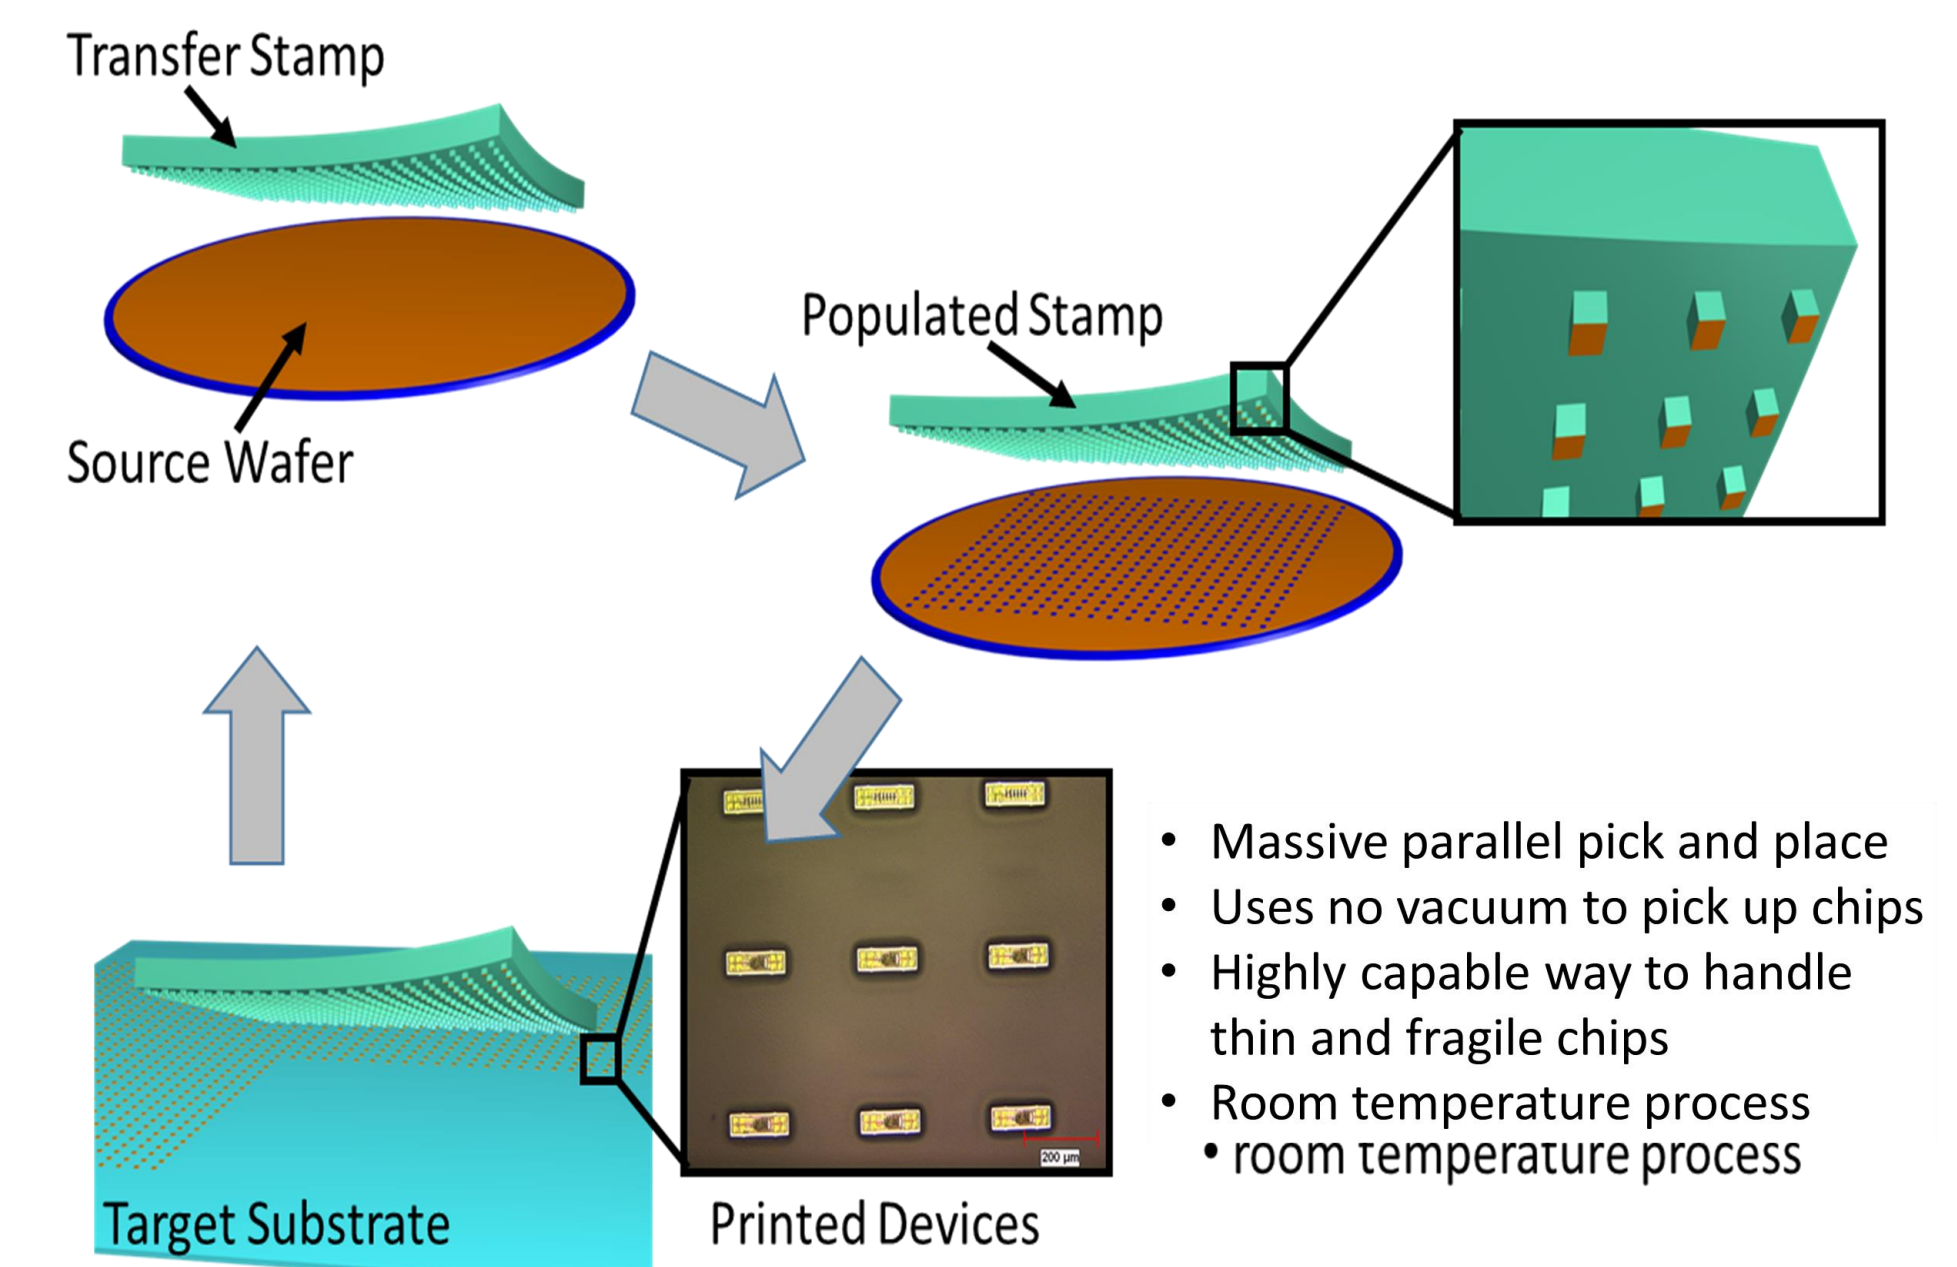 Transfer Stamp
Source Wafer
Populated Stamp
• Massive parallel pick and place
• Uses no vacuum to pick up chips
• Highly capable way to handle
thin and fragile chips
• Room temperature process
• room temperature process
200 µm
Target Substrate
Printed Devices